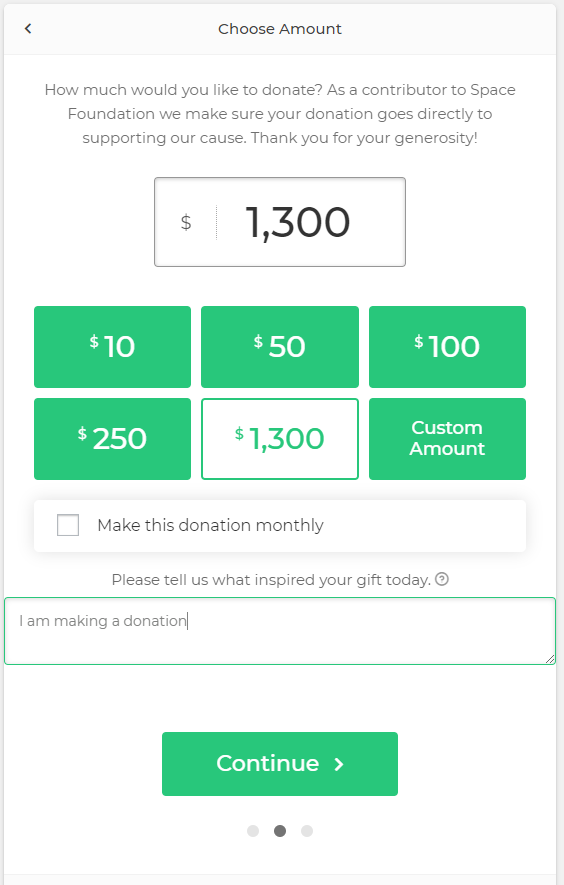 Choose Amount
How much would you like to donate? As a contributor to Space
Foundation we make sure your donation goes directly to
supporting our cause. Thank you for your generosity!
$ 1,300
$ 10
$ 50
$ 100
$ 250
$ 1,300
Custom
Amount
Make this donation monthly
Please tell us what inspired your gift today. ?
I am making a donation
Continue